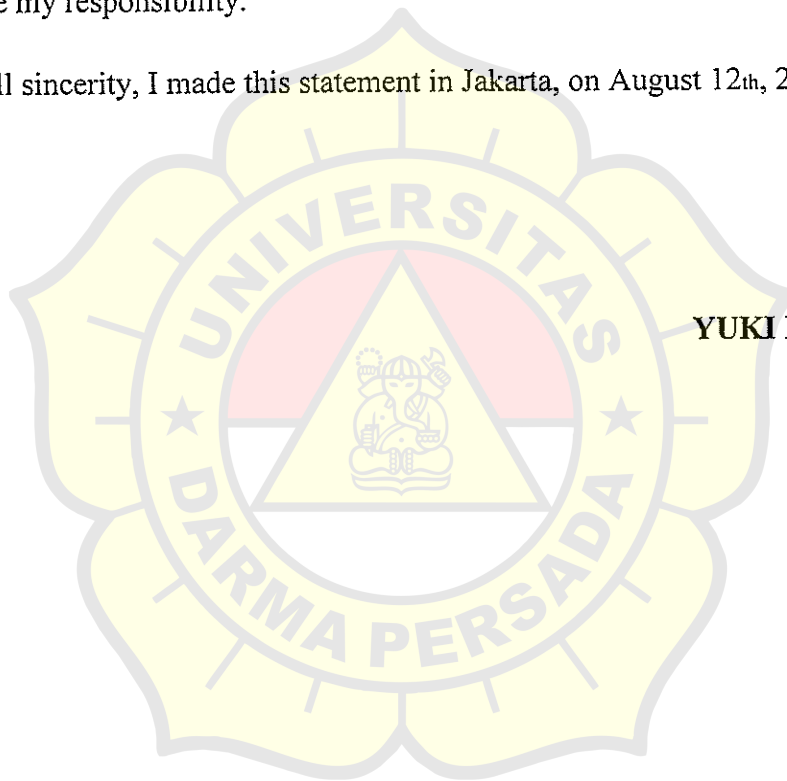 e my responsibility.
ll sincerity, I made this statement in Jakarta, on August 12th, 2
UNIVERSITAS
YUKI
DARMA PERSADA